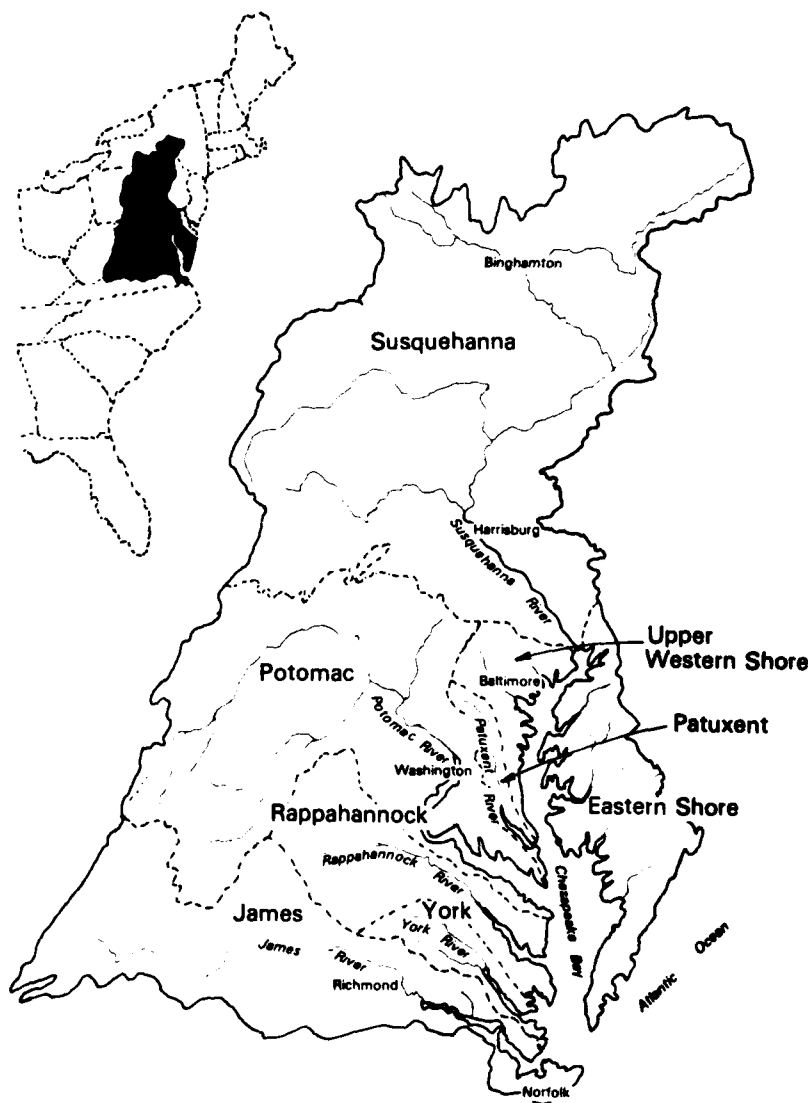 Binghamton
Susquehanna
Harrisburg
Susquehanna River
Upper
Western Shore
Potomac
Baltimore
Potomac River
Patuxent River
Patuxent
Washington
Rappahannock
Eastern Shore
Rappahannock River
Chesapeake Bay
James
York
York River
James River
Atlantic Ocean
Richmond
Norfolk